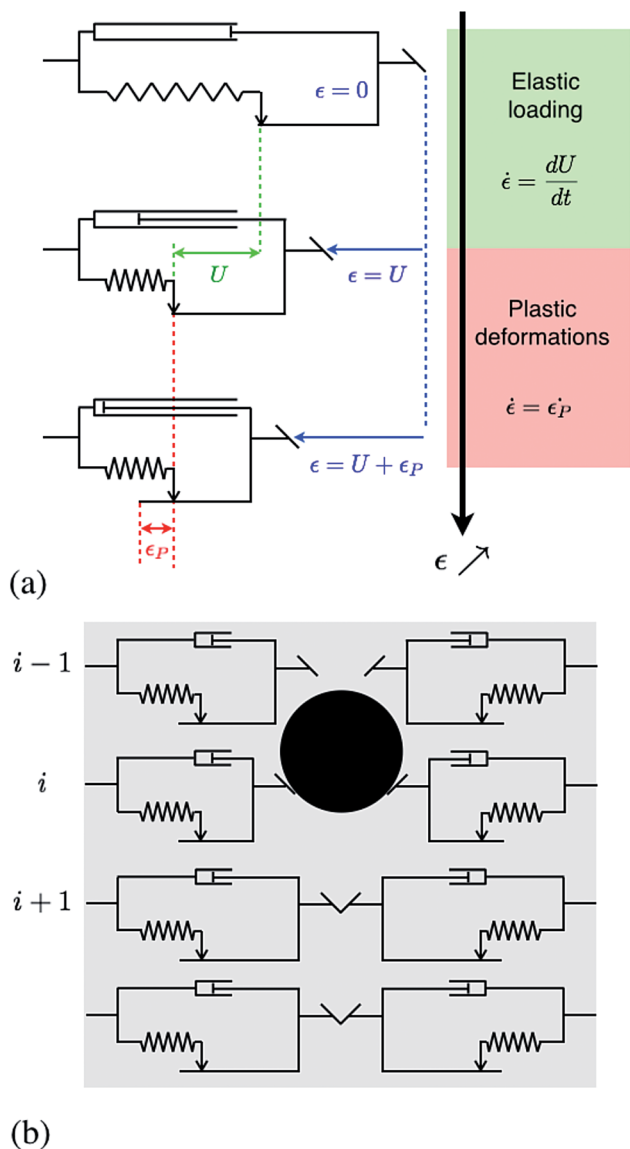 ϵ = 0
Elastic
loading
ϵ̇ = dU/dt
U
ϵ = U
Plastic
deformations
ϵ̇ = ϵ̇_P
ϵ = U + ϵ_P
ϵ_P
ϵ ↗
(a)
i − 1
i
i + 1
(b)